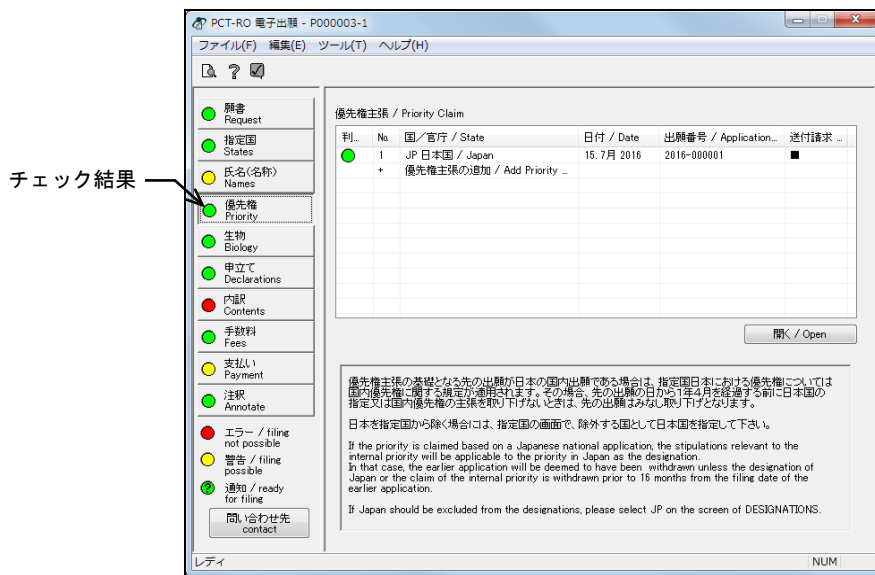 PCT-RO 電子出願 - P000003-1
ファイル(F) 編集(E) ツール(T) ヘルプ(H)
チェック結果
願書
Request
指定国
States
氏名(名称)
Names
優先権
Priority
生物
Biology
申立て
Declarations
内訳
Contents
手数料
Fees
支払い
Payment
注釈
Annotate
エラー / filing
not possible
警告 / filing
possible
通知 / ready
for filing
問い合わせ先
contact
優先権主張 / Priority Claim
判... No. 国／官庁 / State 日付 / Date 出願番号 / Application... 送付請求 ...
1 JP 日本国 / Japan 15. 7月 2016 2016-000001 ■
+ 優先権主張の追加 / Add Priority ...
開く / Open
優先権主張の基礎となる先の出願が日本の国内出願である場合は、指定国日本における優先権については
国内優先権に関する規定が適用されます。その場合、先の出願の日から1年4月を経過する前に日本国の
指定又は国内優先権の主張を取り下げないときは、先の出願はみなし取り下げとなります。
日本を指定国から除く場合には、指定国の画面で、除外する国として日本国を指定して下さい。
If the priority is claimed based on a Japanese national application, the stipulations relevant to the
internal priority will be applicable to the priority in Japan as the designation.
In that case, the earlier application will be deemed to have been withdrawn unless the designation of
Japan or the claim of the internal priority is withdrawn prior to 16 months from the filing date of the
earlier application.
If Japan should be excluded from the designations, please select JP on the screen of DESIGNATIONS.
レディ
NUM